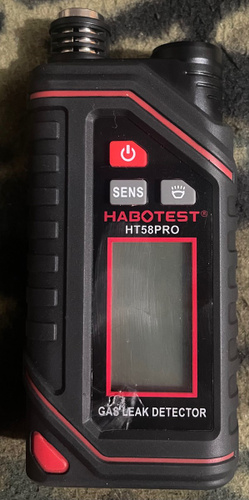 SENS
HABOTEST®
HT58PRO
GAS LEAK DETECTOR